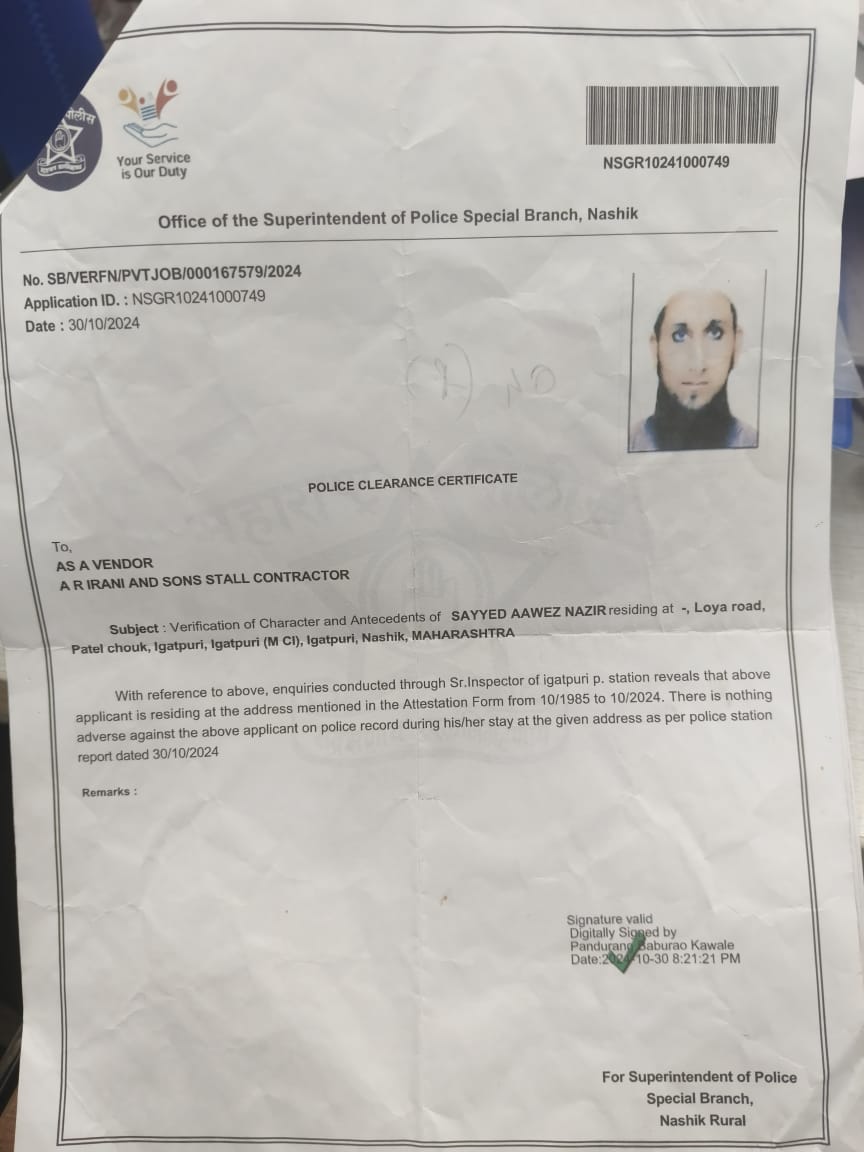 पोलीस
Your Service
is Our Duty
NSGR10241000749
Office of the Superintendent of Police Special Branch, Nashik
No. SB/VERFN/PVTJOB/000167579/2024
Application ID. : NSGR10241000749
Date : 30/10/2024
POLICE CLEARANCE CERTIFICATE
To,
AS A VENDOR
A R IRANI AND SONS STALL CONTRACTOR
Subject : Verification of Character and Antecedents of SAYYED AAWEZ NAZIR residing at -, Loya road,
Patel chouk, Igatpuri, Igatpuri (M Cl), Igatpuri, Nashik, MAHARASHTRA
With reference to above, enquiries conducted through Sr.Inspector of igatpuri p. station reveals that above
applicant is residing at the address mentioned in the Attestation Form from 10/1985 to 10/2024. There is nothing
adverse against the above applicant on police record during his/her stay at the given address as per police station
report dated 30/10/2024
Remarks :
Signature valid
Digitally Signed by
Pandurang Baburao Kawale
Date:2024-10-30 8:21:21 PM
For Superintendent of Police
Special Branch,
Nashik Rural